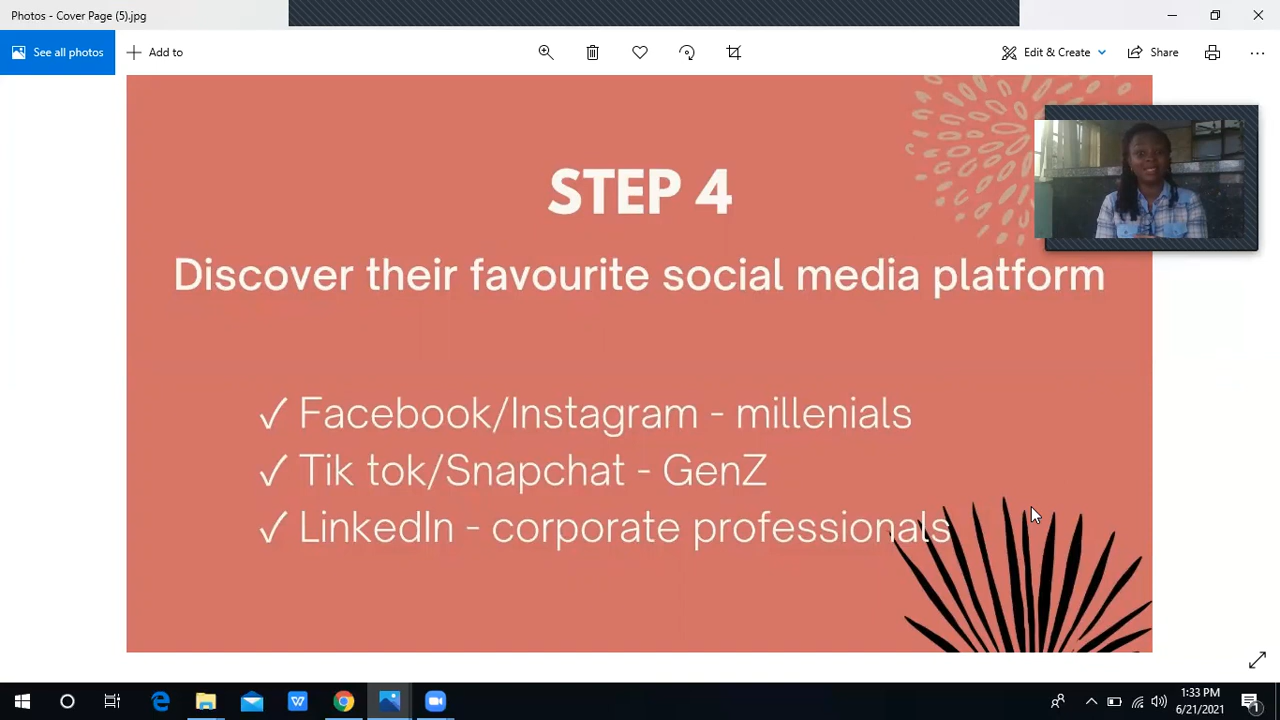 Photos - Cover Page (5).jpg
See all photos
Add to
Edit & Create
Share
STEP 4
Discover their favourite social media platform
✓ Facebook/Instagram - millenials
✓ Tik tok/Snapchat - GenZ
✓ LinkedIn - corporate professionals
1:33 PM
6/21/2021
1